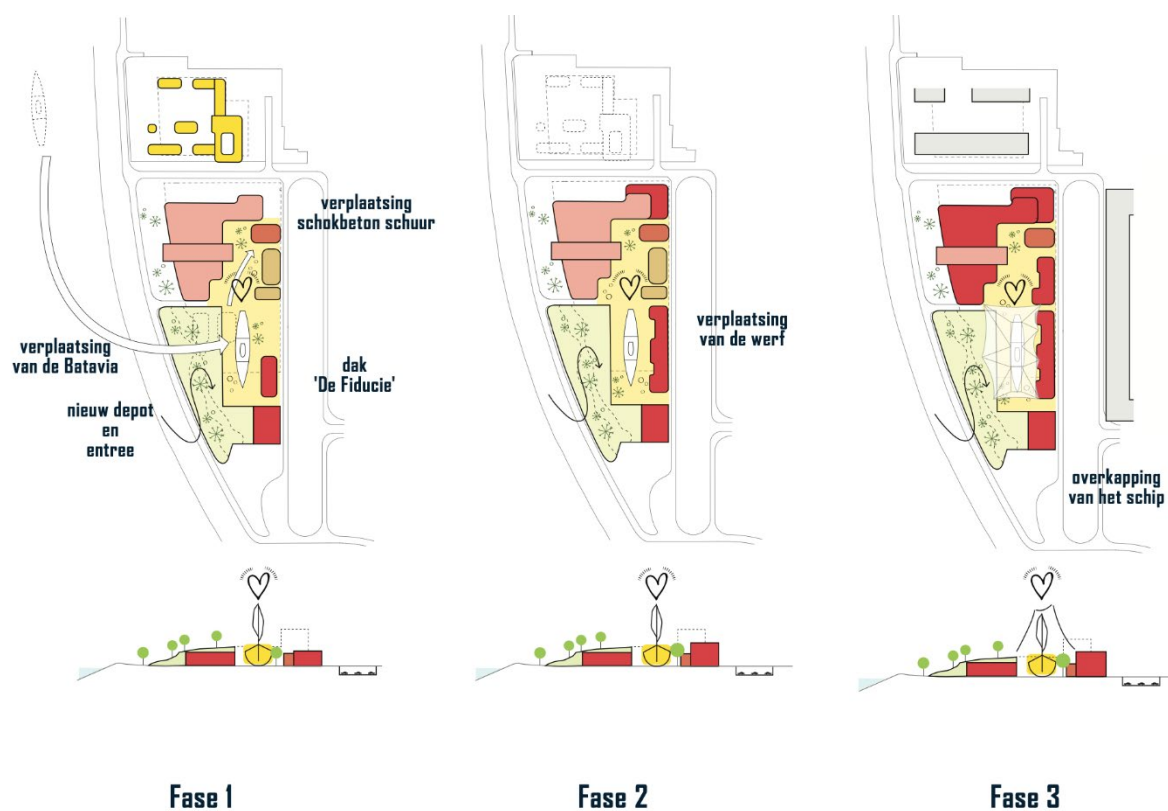 verplaatsing
schokbeton schuur
verplaatsing
van de Batavia
dak
'De Fiducie'
nieuw depot
en
entree
verplaatsing
van de werf
overkapping
van het schip
Fase 1
Fase 2
Fase 3